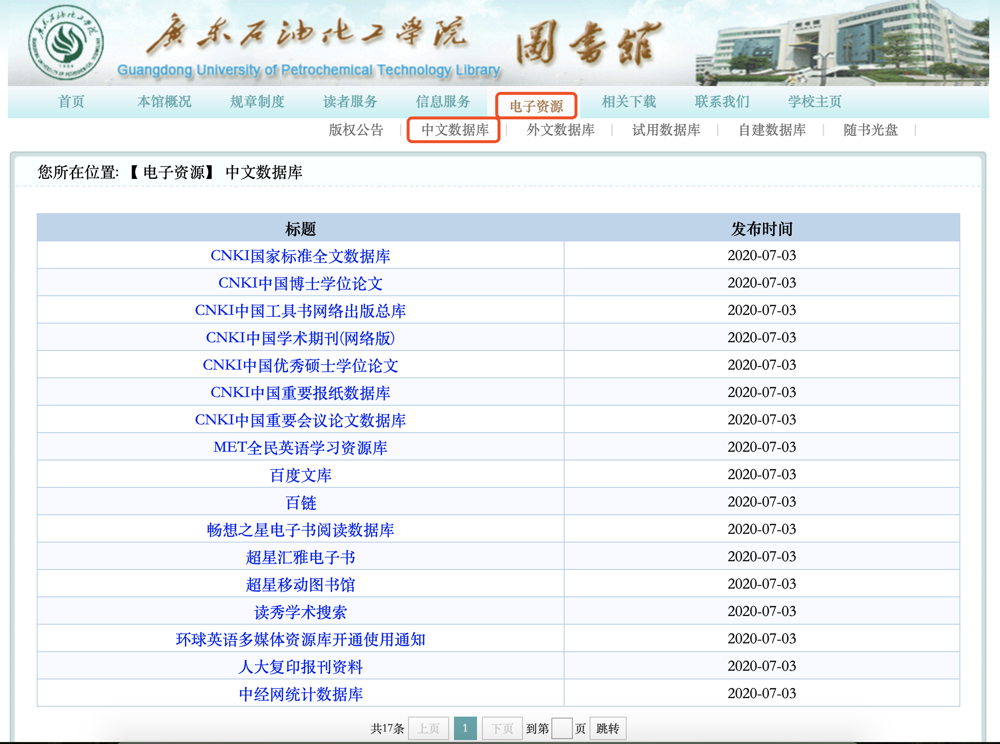 廣东石油化工學院 圖書館
Guangdong University of Petrochemical Technology Library
首页 本馆概况 规章制度 读者服务 信息服务 电子资源 相关下载 联系我们 学校主页
版权公告 | 中文数据库 | 外文数据库 | 试用数据库 | 自建数据库 | 随书光盘 |
您所在位置: 【 电子资源】 中文数据库
标题 发布时间
CNKI国家标准全文数据库 2020-07-03
CNKI中国博士学位论文 2020-07-03
CNKI中国工具书网络出版总库 2020-07-03
CNKI中国学术期刊(网络版) 2020-07-03
CNKI中国优秀硕士学位论文 2020-07-03
CNKI中国重要报纸数据库 2020-07-03
CNKI中国重要会议论文数据库 2020-07-03
MET全民英语学习资源库 2020-07-03
百度文库 2020-07-03
百链 2020-07-03
畅想之星电子书阅读数据库 2020-07-03
超星汇雅电子书 2020-07-03
超星移动图书馆 2020-07-03
读秀学术搜索 2020-07-03
环球英语多媒体资源库开通使用通知 2020-07-03
人大复印报刊资料 2020-07-03
中经网统计数据库 2020-07-03
共17条 上页 1 下页 到第 页 跳转